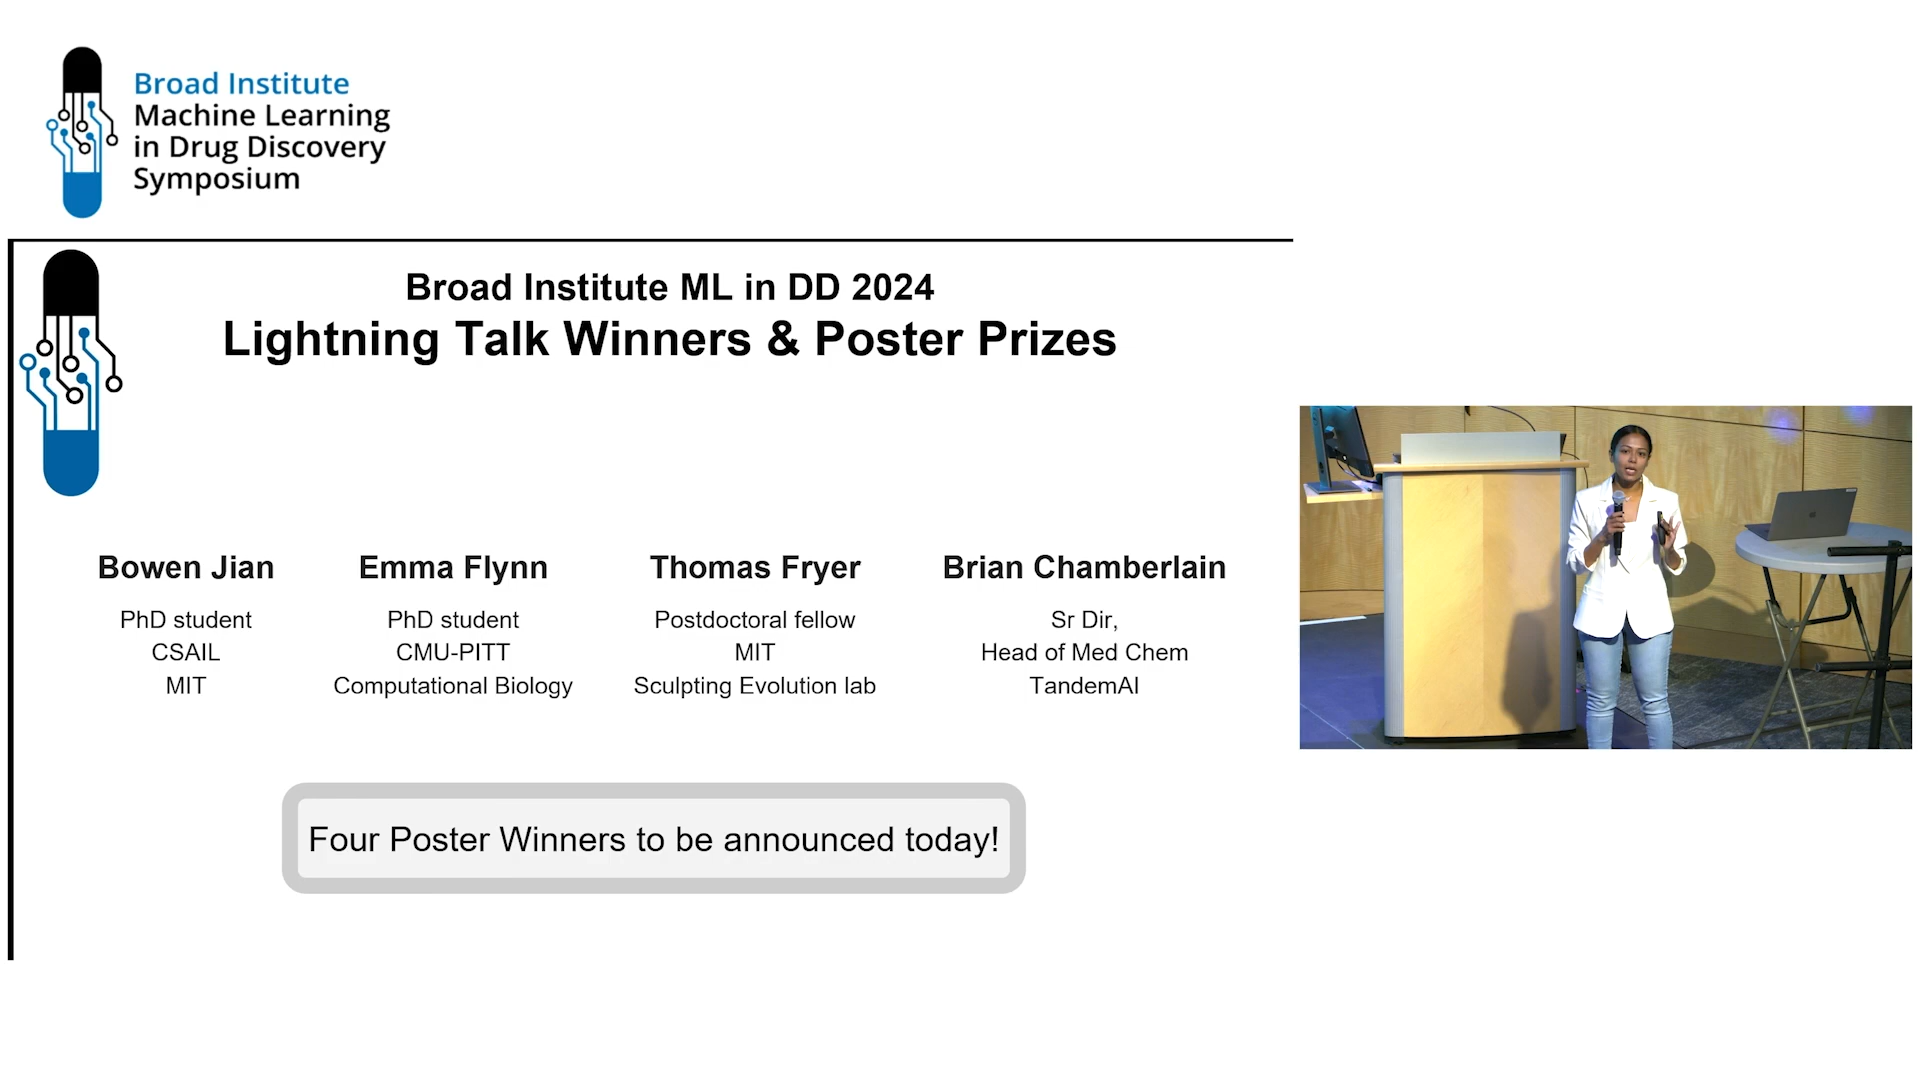 Broad Institute
Machine Learning
in Drug Discovery
Symposium
Broad Institute ML in DD 2024
Lightning Talk Winners & Poster Prizes
Bowen Jian
PhD student
CSAIL
MIT
Emma Flynn
PhD student
CMU-PITT
Computational Biology
Thomas Fryer
Postdoctoral fellow
MIT
Sculpting Evolution lab
Brian Chamberlain
Sr Dir,
Head of Med Chem
TandemAI
Four Poster Winners to be announced today!